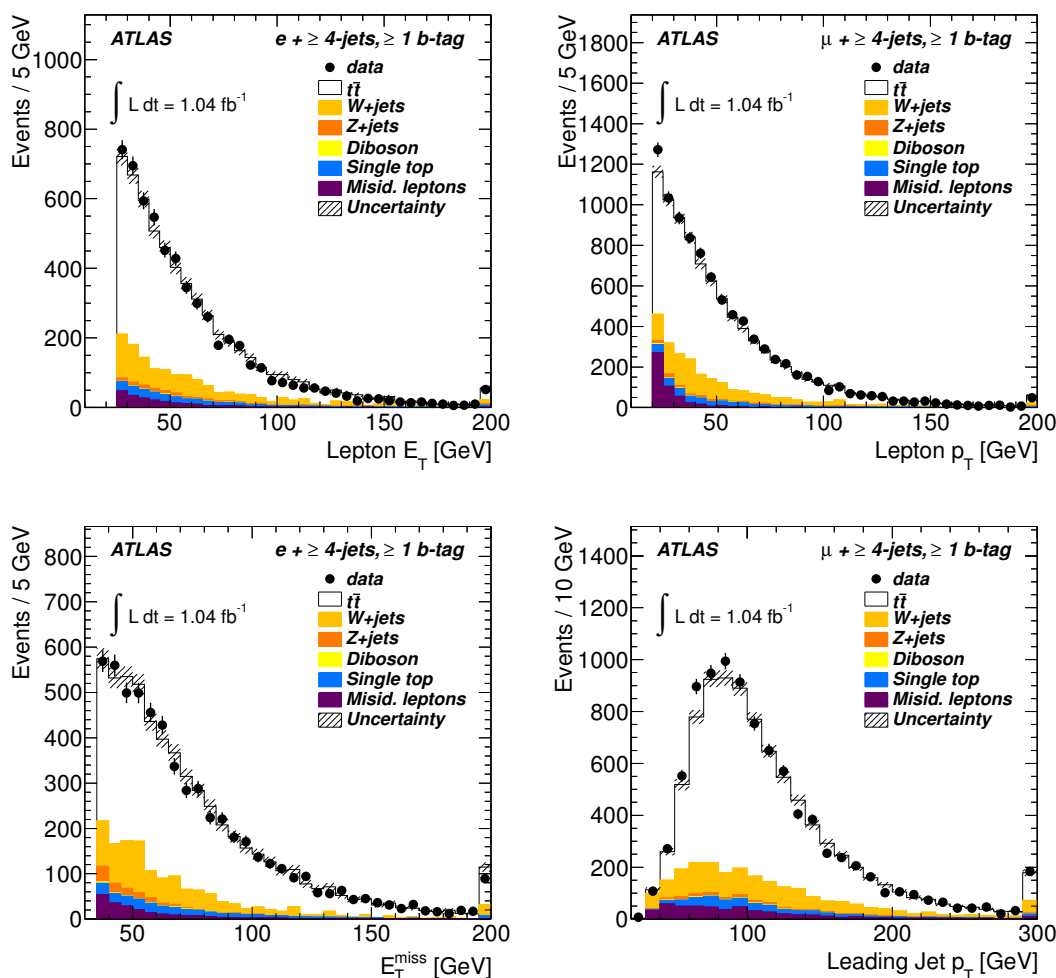 ATLAS
e + ≥ 4-jets, ≥ 1 b-tag
∫ L dt = 1.04 fb⁻¹
data
tt̄
W+jets
Z+jets
Diboson
Single top
Misid. leptons
Uncertainty
Events / 5 GeV
1000
800
600
400
200
0
50 100 150 200
Lepton E_T [GeV]
ATLAS
μ + ≥ 4-jets, ≥ 1 b-tag
∫ L dt = 1.04 fb⁻¹
data
tt̄
W+jets
Z+jets
Diboson
Single top
Misid. leptons
Uncertainty
Events / 5 GeV
1800
1600
1400
1200
1000
800
600
400
200
0
50 100 150 200
Lepton p_T [GeV]
ATLAS
e + ≥ 4-jets, ≥ 1 b-tag
∫ L dt = 1.04 fb⁻¹
data
tt̄
W+jets
Z+jets
Diboson
Single top
Misid. leptons
Uncertainty
Events / 5 GeV
800
700
600
500
400
300
200
100
0
50 100 150 200
E_T^miss [GeV]
ATLAS
μ + ≥ 4-jets, ≥ 1 b-tag
∫ L dt = 1.04 fb⁻¹
data
tt̄
W+jets
Z+jets
Diboson
Single top
Misid. leptons
Uncertainty
Events / 10 GeV
1400
1200
1000
800
600
400
200
0
100 200 300
Leading Jet p_T [GeV]